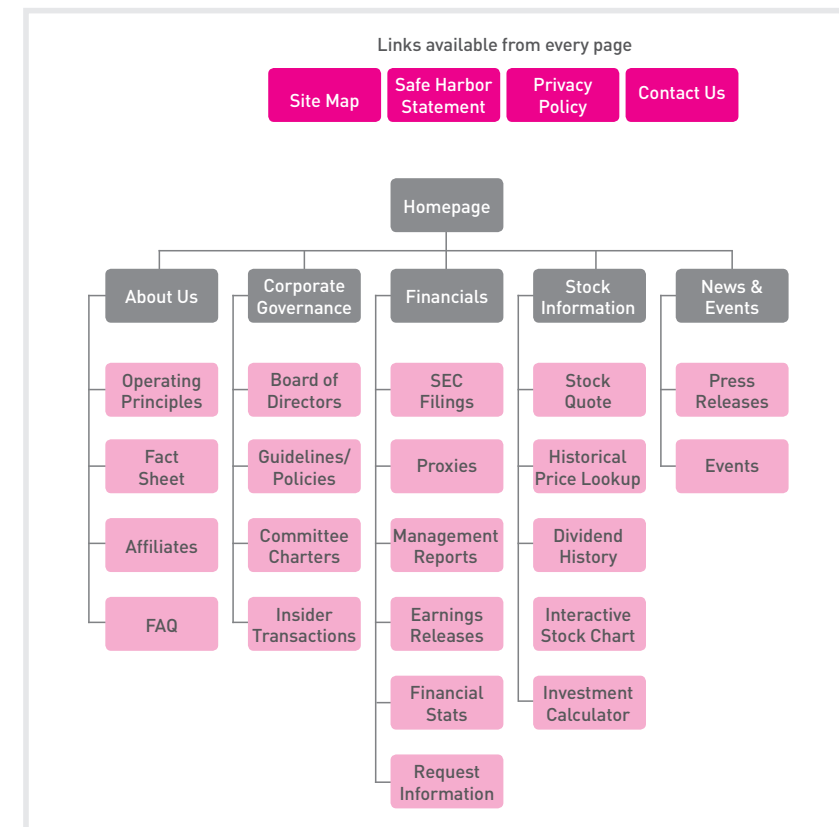 Links available from every page
Site Map
Safe Harbor
Statement
Privacy
Policy
Contact Us
Homepage
About Us
Corporate
Governance
Financials
Stock
Information
News &
Events
Operating
Principles
Board of
Directors
SEC
Filings
Stock
Quote
Press
Releases
Fact
Sheet
Guidelines/
Policies
Proxies
Historical
Price Lookup
Events
Affiliates
Committee
Charters
Management
Reports
Dividend
History
FAQ
Insider
Transactions
Earnings
Releases
Interactive
Stock Chart
Financial
Stats
Investment
Calculator
Request
Information